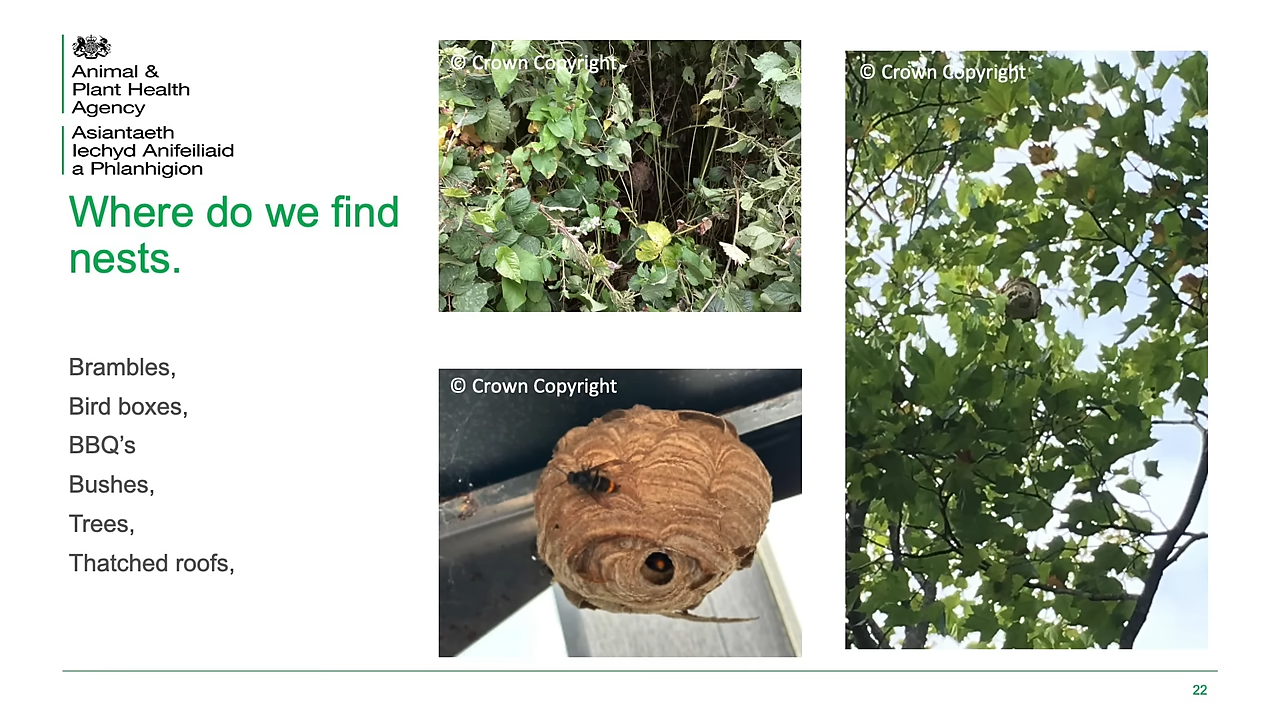 Animal &
Plant Health
Agency
Asiantaeth
Iechyd Anifeiliaid
a Phlanhigion
Where do we find
nests.
Brambles,
Bird boxes,
BBQ’s
Bushes,
Trees,
Thatched roofs,
© Crown Copyright
© Crown Copyright
© Crown Copyright
22